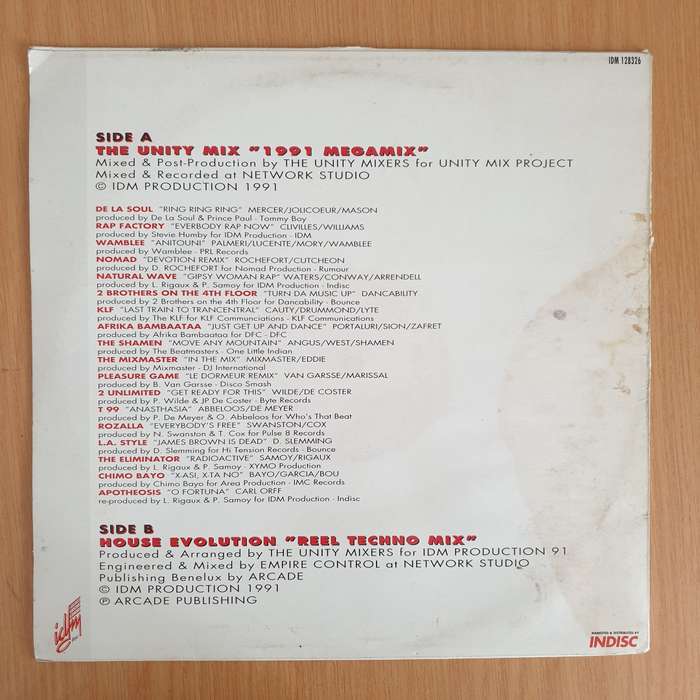 IDM 128326
SIDE A
THE UNITY MIX "1991 MEGAMIX"
Mixed & Post-Production by THE UNITY MIXERS for UNITY MIX PROJECT
Mixed & Recorded at NETWORK STUDIO
© IDM PRODUCTION 1991
DE LA SOUL "RING RING RING" MERCER/JOLICOEUR/MASON
produced by De La Soul & Prince Paul - Tommy Boy
RAP FACTORY "EVERBODY RAP NOW" CLIVILLES/WILLIAMS
produced by Stevie Humby for IDM Production - IDM
WAMBLEE "ANITOUNI" PALMERI/LUCENTE/MORY/WAMBLEE
produced by Wamblee - PRL Records
NOMAD "DEVOTION REMIX" ROCHEFORT/CUTCHEON
produced by D. ROCHEFORT for Nomad Production - Rumour
NATURAL WAVE "GIPSY WOMAN RAP" WATERS/CONWAY/ARRENDELL
produced by L. Rigaux & P. Samoy for IDM Production - Indisc
2 BROTHERS ON THE 4TH FLOOR "TURN DA MUSIC UP" DANCABILITY
produced by 2 Brothers on the 4th Floor for Dancability - Bounce
KLF "LAST TRAIN TO TRANCENTRAL" CAUTY/DRUMMOND/LYTE
produced by The KLF for KLF Communciations - KLF Communications
AFRIKA BAMBAATAA "JUST GET UP AND DANCE" PORTALURI/SION/ZAFRET
produced by Afrika Bambaataa for DFC - DFC
THE SHAMEN "MOVE ANY MOUNTAIN" ANGUS/WEST/SHAMEN
produced by The Beatmasters - One Little Indian
THE MIXMASTER "IN THE MIX" MIXMASTER/EDDIE
produced by Mixmaster - DJ International
PLEASURE GAME "LE DORMEUR REMIX" VAN GARSSE/MARISSAL
produced by B. Van Garsse - Disco Smash
2 UNLIMITED "GET READY FOR THIS" WILDE/DE COSTER
produced by P. Wilde & JP De Coster - Byte Records
T 99 "ANASTHASIA" ABBELOOS/DE MEYER
produced by P. De Meyer & O. Abbeloos for Who's That Beat
ROZALLA "EVERYBODY'S FREE" SWANSTON/COX
produced by N. Swanston & T. Cox for Pulse 8 Records
L.A. STYLE "JAMES BROWN IS DEAD" D. SLEMMING
produced by D. Slemming for Hi Tension Records - Bounce
THE ELIMINATOR "RADIOACTIVE" SAMOY/RIGAUX
produced by L. Rigaux & P. Samoy - XYMO Production
CHIMO BAYO "X-ASI, X-TA NO" BAYO/GARCIA/BOU
produced by Chimo Bayo for Area Production - IMC Records
APOTHEOSIS "O FORTUNA" CARL ORFF
re-produced by L. Rigaux & P. Samoy for IDM Production - Indisc
SIDE B
HOUSE EVOLUTION "REEL TECHNO MIX"
Produced & Arranged by THE UNITY MIXERS for IDM PRODUCTION 91
Engineered & Mixed by EMPIRE CONTROL at NETWORK STUDIO
Publishing Benelux by ARCADE
© IDM PRODUCTION 1991
℗ ARCADE PUBLISHING
idm
MARKETED & DISTRIBUTED BY
INDISC